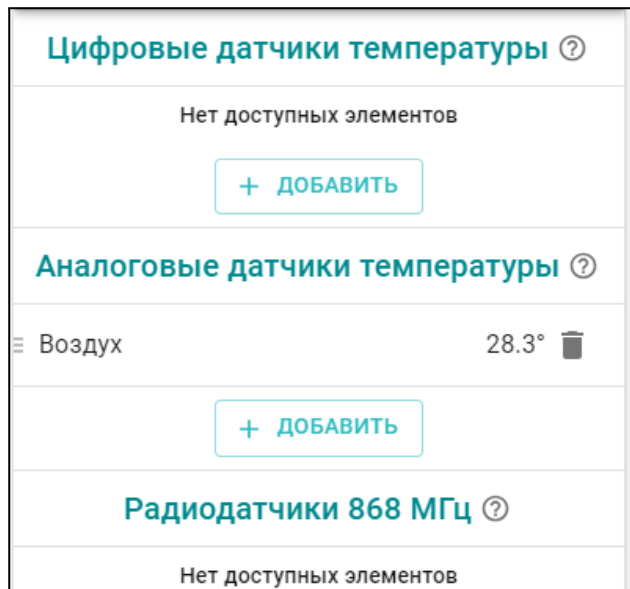 Цифровые датчики температуры ?
Нет доступных элементов
+ ДОБАВИТЬ
Аналоговые датчики температуры ?
Воздух 28.3°
+ ДОБАВИТЬ
Радиодатчики 868 МГц ?
Нет доступных элементов